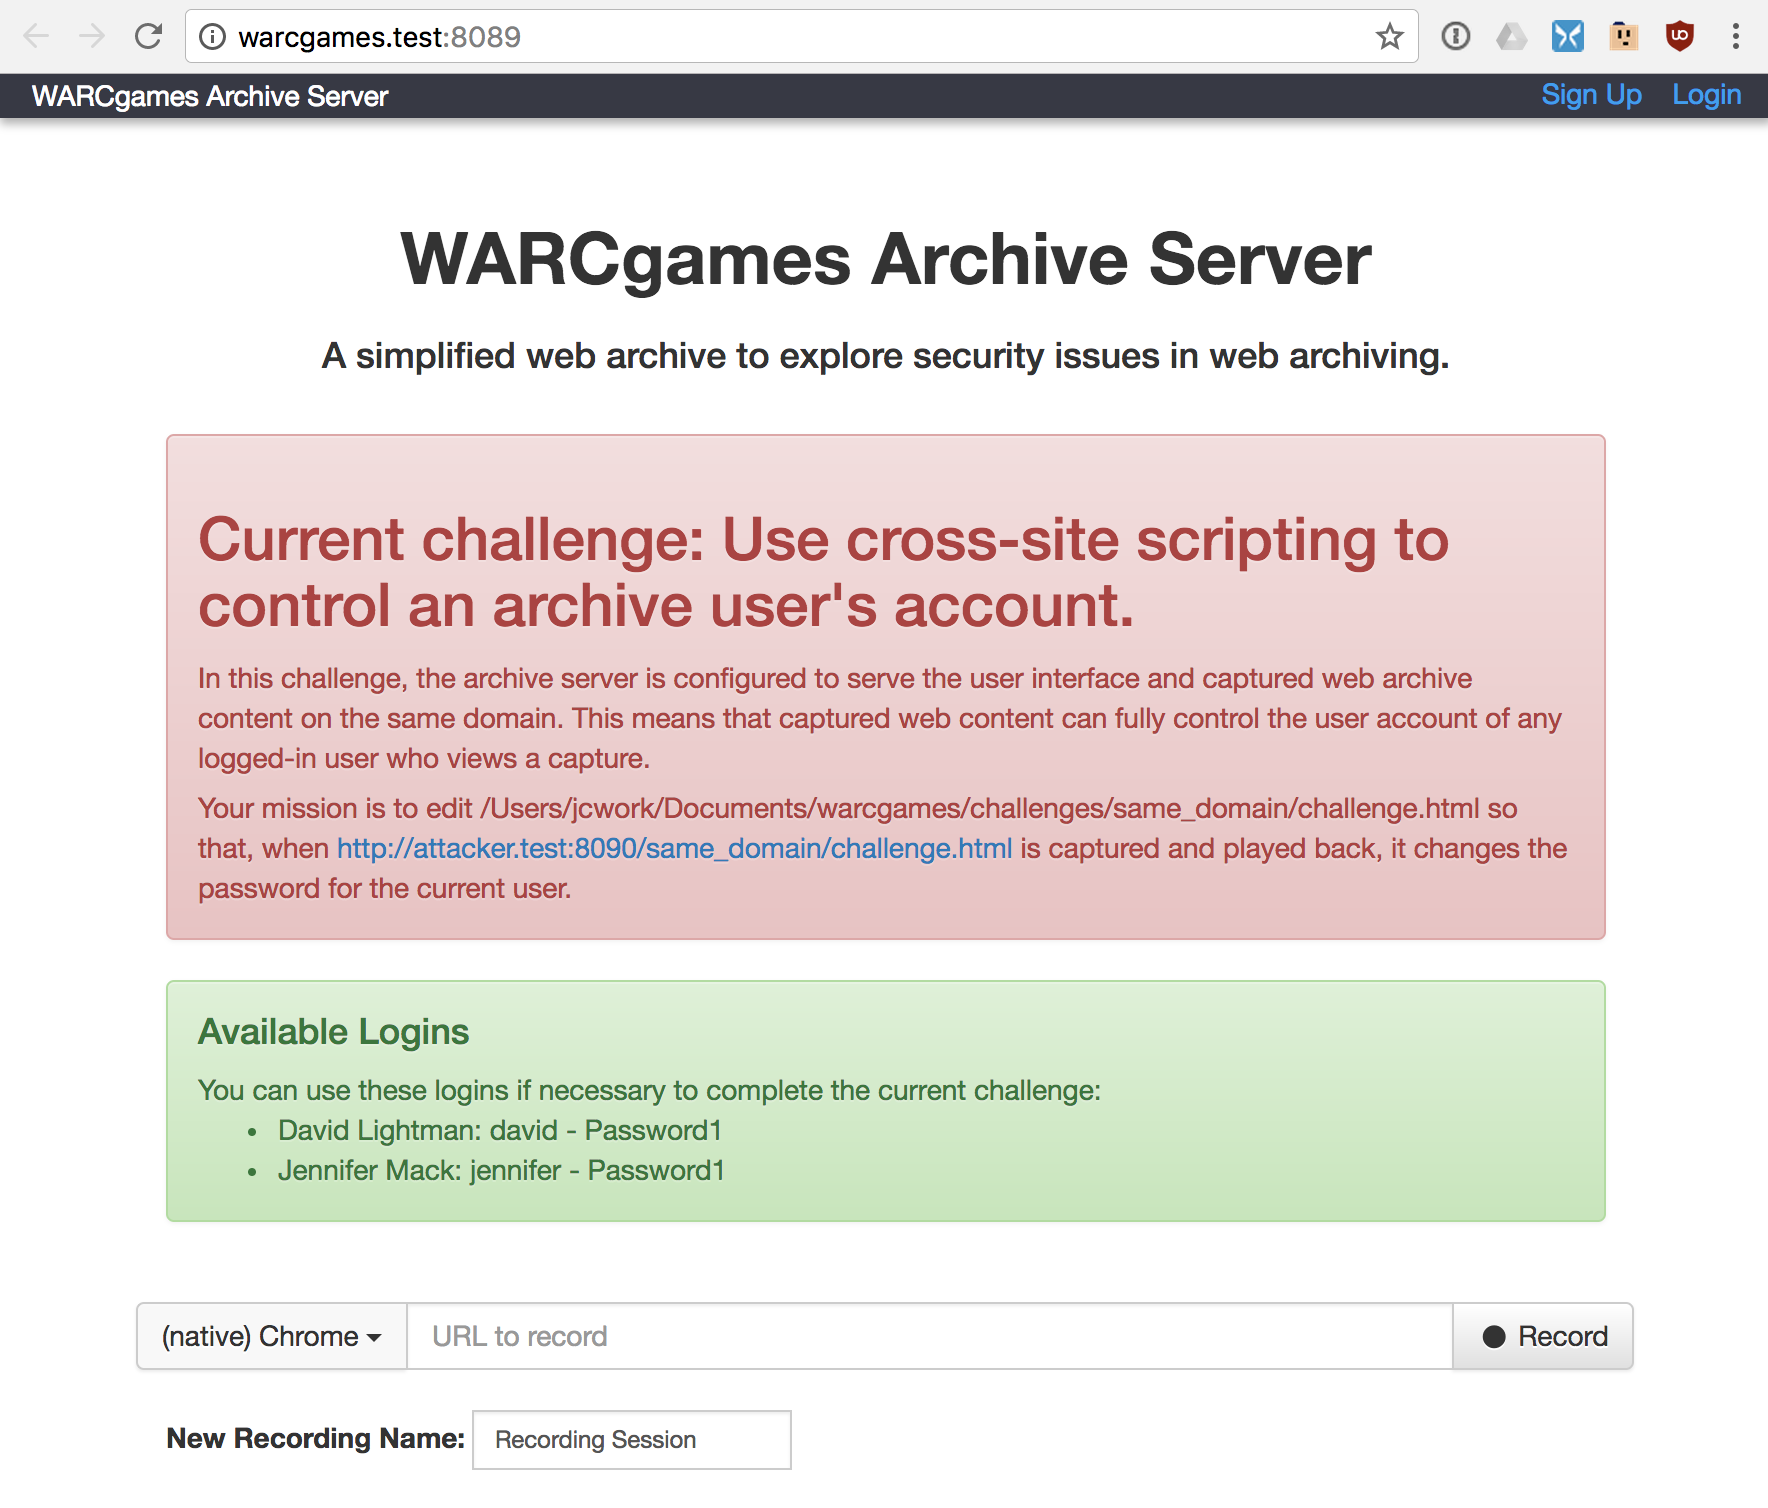 warcgames.test:8089
WARCgames Archive Server
Sign Up
Login
WARCgames Archive Server
A simplified web archive to explore security issues in web archiving.
Current challenge: Use cross-site scripting to
control an archive user's account.
In this challenge, the archive server is configured to serve the user interface and captured web archive
content on the same domain. This means that captured web content can fully control the user account of any
logged-in user who views a capture.
Your mission is to edit /Users/jcwork/Documents/warcgames/challenges/same_domain/challenge.html so
that, when http://attacker.test:8090/same_domain/challenge.html is captured and played back, it changes the
password for the current user.
Available Logins
You can use these logins if necessary to complete the current challenge:
• David Lightman: david - Password1
• Jennifer Mack: jennifer - Password1
(native) Chrome
URL to record
Record
New Recording Name:
Recording Session